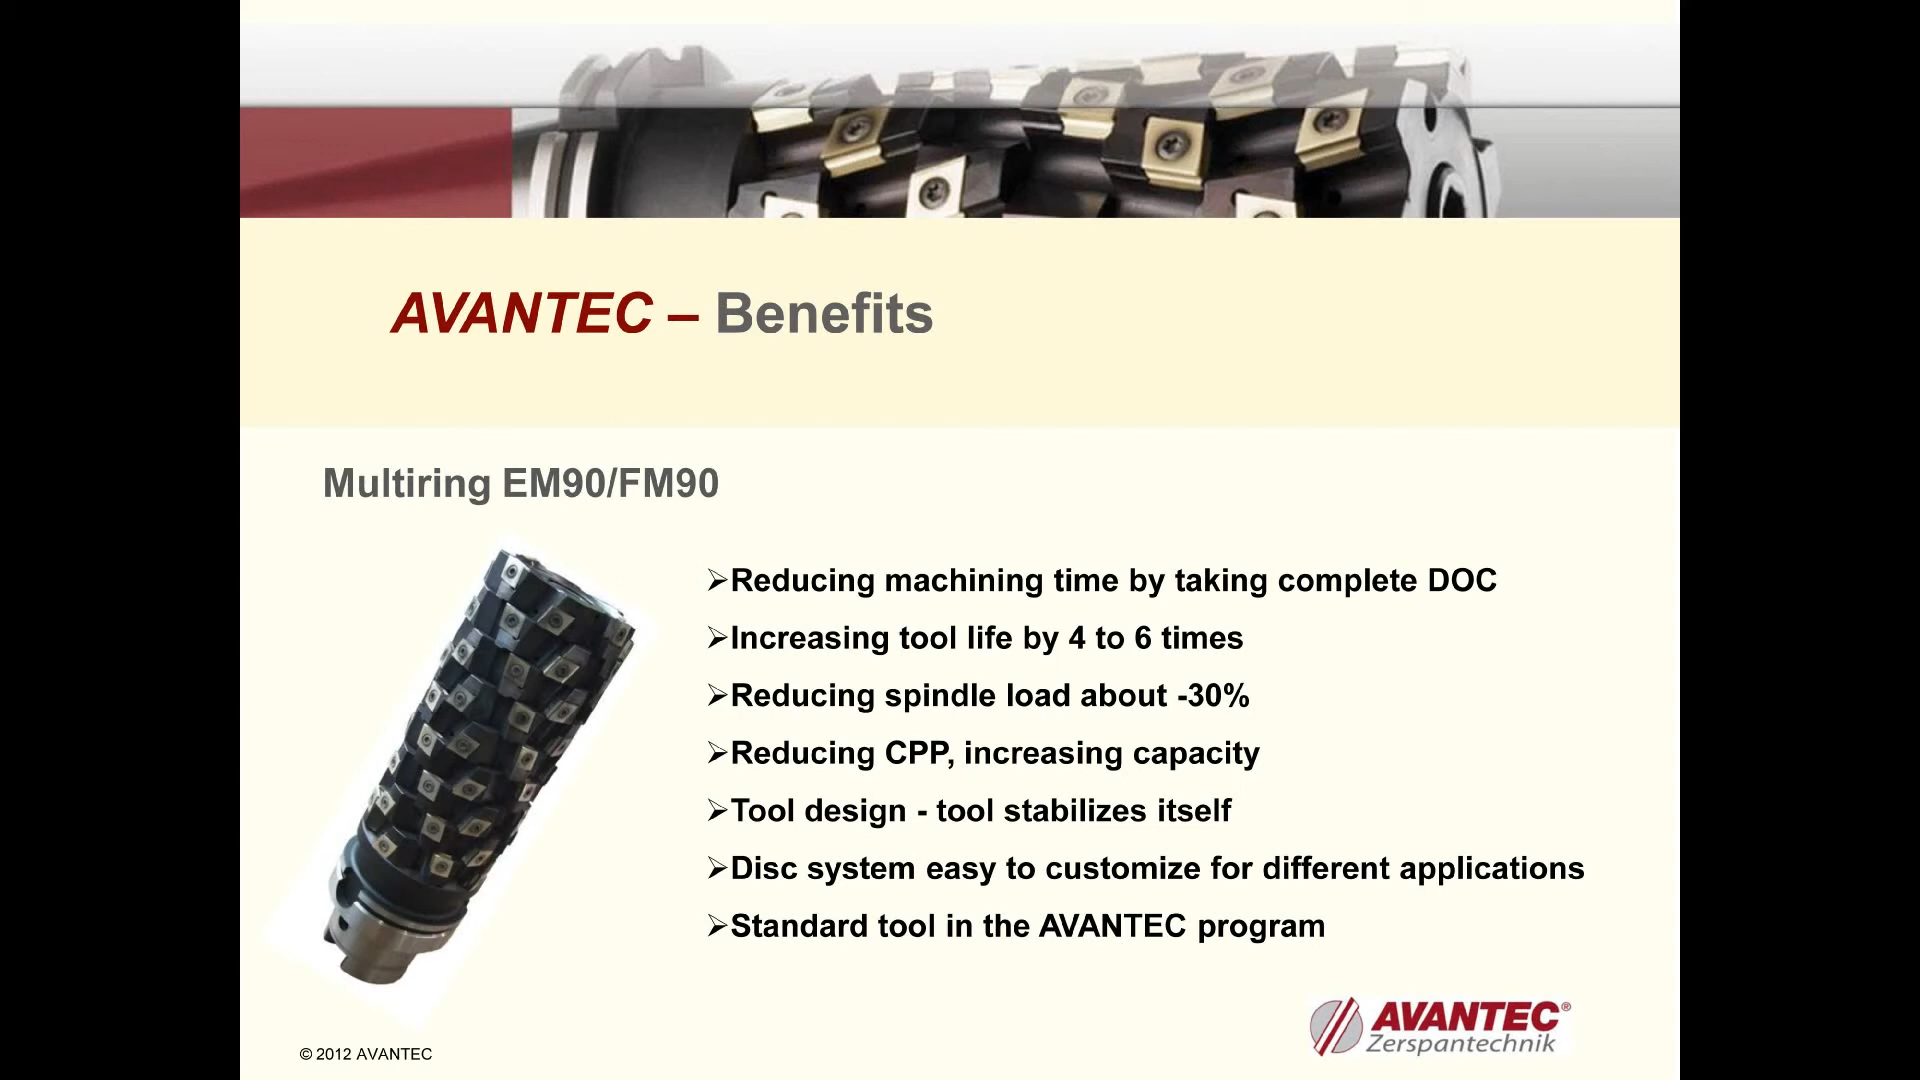 AVANTEC – Benefits
Multiring EM90/FM90
➢Reducing machining time by taking complete DOC
➢Increasing tool life by 4 to 6 times
➢Reducing spindle load about -30%
➢Reducing CPP, increasing capacity
➢Tool design - tool stabilizes itself
➢Disc system easy to customize for different applications
➢Standard tool in the AVANTEC program
AVANTEC®
Zerspantechnik
© 2012 AVANTEC